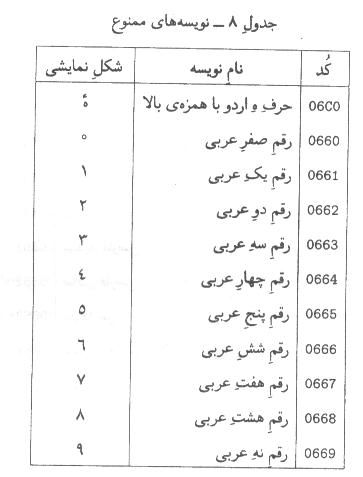 جدولِ ۸ ــ نویسه‌های ممنوع
کُد نامِ نویسه شکلِ نمایشی
06C0 حرفِ و اردو با همزه‌ی بالا ۀ
0660 رقمِ صفرِ عربی ٠
0661 رقمِ یکِ عربی ١
0662 رقمِ دوِ عربی ٢
0663 رقمِ سهِ عربی ٣
0664 رقمِ چهارِ عربی ٤
0665 رقمِ پنجِ عربی ٥
0666 رقمِ ششِ عربی ٦
0667 رقمِ هفتِ عربی ٧
0668 رقمِ هشتِ عربی ٨
0669 رقمِ نهِ عربی ٩